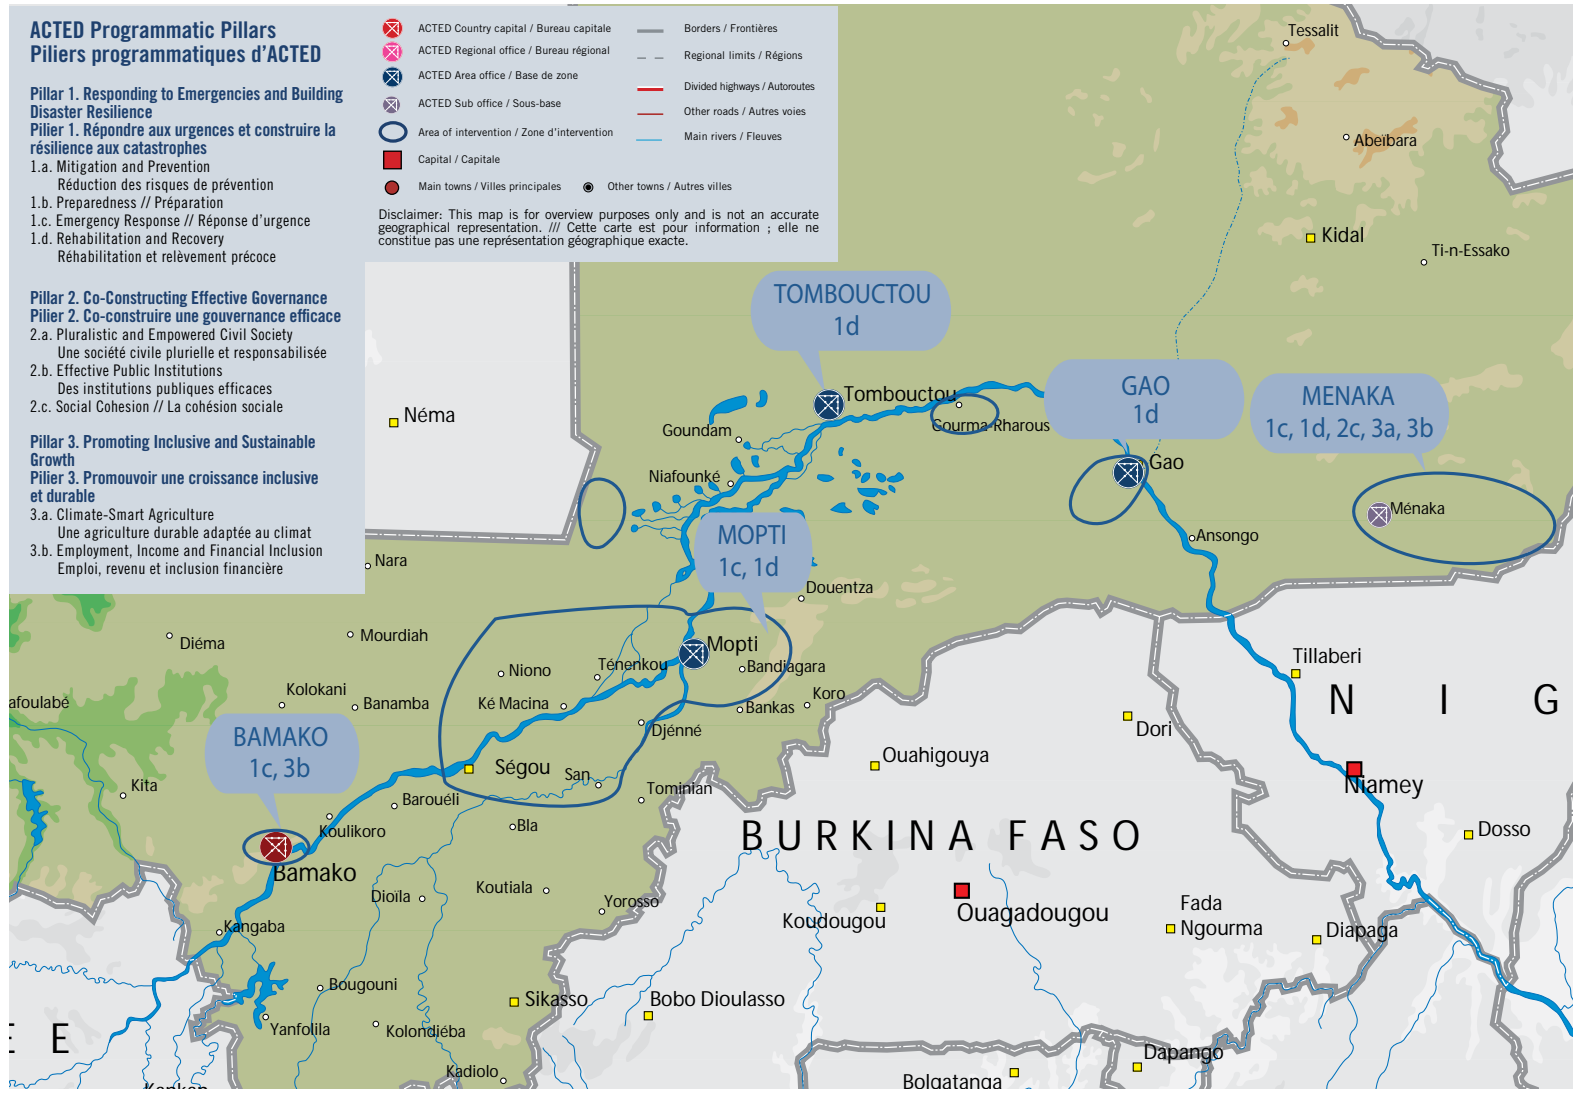 ACTED Programmatic Pillars
Piliers programmatiques d'ACTED
Pillar 1. Responding to Emergencies and Building
Disaster Resilience
Pilier 1. Répondre aux urgences et construire la
résilience aux catastrophes
1.a. Mitigation and Prevention
Réduction des risques de prévention
1.b. Preparedness // Préparation
1.c. Emergency Response // Réponse d'urgence
1.d. Rehabilitation and Recovery
Réhabilitation et relèvement précoce
Pillar 2. Co-Constructing Effective Governance
Pilier 2. Co-construire une gouvernance efficace
2.a. Pluralistic and Empowered Civil Society
Une société civile plurielle et responsabilisée
2.b. Effective Public Institutions
Des institutions publiques efficaces
2.c. Social Cohesion // La cohésion sociale
Pillar 3. Promoting Inclusive and Sustainable
Growth
Pilier 3. Promouvoir une croissance inclusive
et durable
3.a. Climate-Smart Agriculture
Une agriculture durable adaptée au climat
3.b. Employment, Income and Financial Inclusion
Emploi, revenu et inclusion financière
ACTED Country capital / Bureau capitale
ACTED Regional office / Bureau régional
ACTED Area office / Base de zone
ACTED Sub office / Sous-base
Area of intervention / Zone d'intervention
Capital / Capitale
Main towns / Villes principales
Other towns / Autres villes
Borders / Frontières
Regional limits / Régions
Divided highways / Autoroutes
Other roads / Autres voies
Main rivers / Fleuves
Disclaimer: This map is for overview purposes only and is not an accurate
geographical representation. /// Cette carte est pour information ; elle ne
constitue pas une représentation géographique exacte.
Tessalit
Abeïbara
Kidal
Ti-n-Essako
TOMBOUCTOU
1d
GAO
1d
MENAKA
1c, 1d, 2c, 3a, 3b
Tombouctou
Gourma-Rharous
Néma
Goundam
Niafounké
Gao
Ménaka
MOPTI
1c, 1d
Ansongo
Nara
Douentza
Diéma
Mourdiah
Mopti
Niono
Ténenkou
Bandiagara
Tillaberi
N I G
afoulabé
Kolokani
Banamba
Ké Macina
Koro
Bankas
Djénné
Dori
BAMAKO
1c, 3b
Ouahigouya
Ségou
San
Niamey
Kita
Barouéli
Tominian
Koulikoro
Bla
BURKINA FASO
Dosso
Bamako
Dioïla
Koutiala
Yorosso
Koudougou
Ouagadougou
Fada
Ngourma
Diapaga
Kangaba
Bougouni
Sikasso
Bobo Dioulasso
Yanfolila
Kolondiéba
E E
Kadiolo
Dapango
Bolgatanga
Kankan